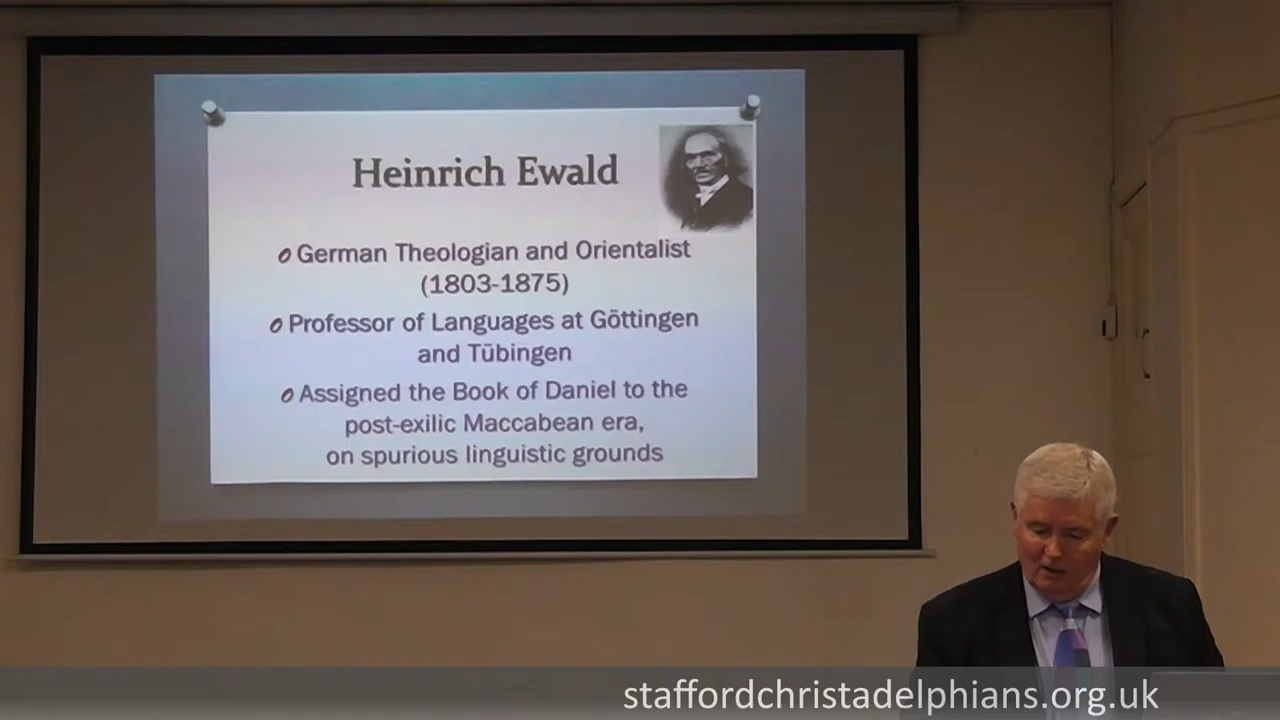 Heinrich Ewald
German Theologian and Orientalist
(1803-1875)
Professor of Languages at Göttingen
and Tübingen
Assigned the Book of Daniel to the
post-exilic Maccabean era,
on spurious linguistic grounds
staffordchristadelphians.org.uk